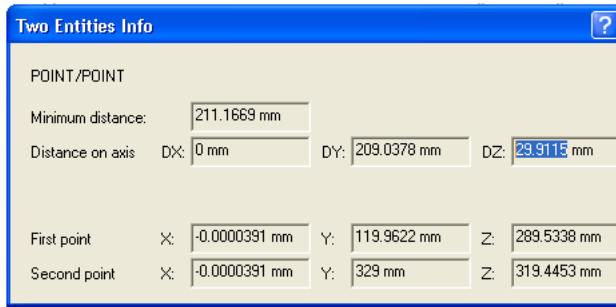 Two Entities Info
?
POINT/POINT
Minimum distance: 211.1669 mm
Distance on axis DX: 0 mm DY: 209.0378 mm DZ: 29.9115 mm
First point X: -0.0000391 mm Y: 119.9622 mm Z: 289.5338 mm
Second point X: -0.0000391 mm Y: 329 mm Z: 319.4453 mm